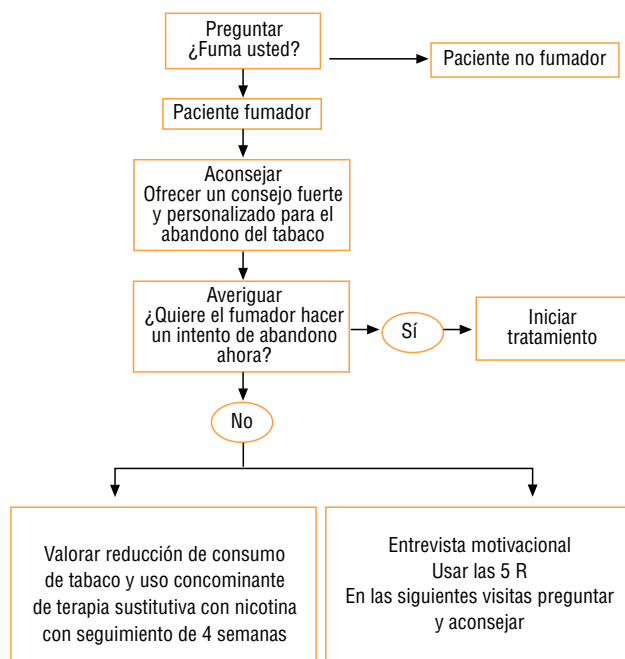 Preguntar
¿Fuma usted?
Paciente no fumador
Paciente fumador
Aconsejar
Ofrecer un consejo fuerte
y personalizado para el
abandono del tabaco
Averiguar
¿Quiere el fumador hacer
un intento de abandono
ahora?
Sí
Iniciar
tratamiento
No
Valorar reducción de consumo
de tabaco y uso concominante
de terapia sustitutiva con nicotina
con seguimiento de 4 semanas
Entrevista motivacional
Usar las 5 R
En las siguientes visitas preguntar
y aconsejar